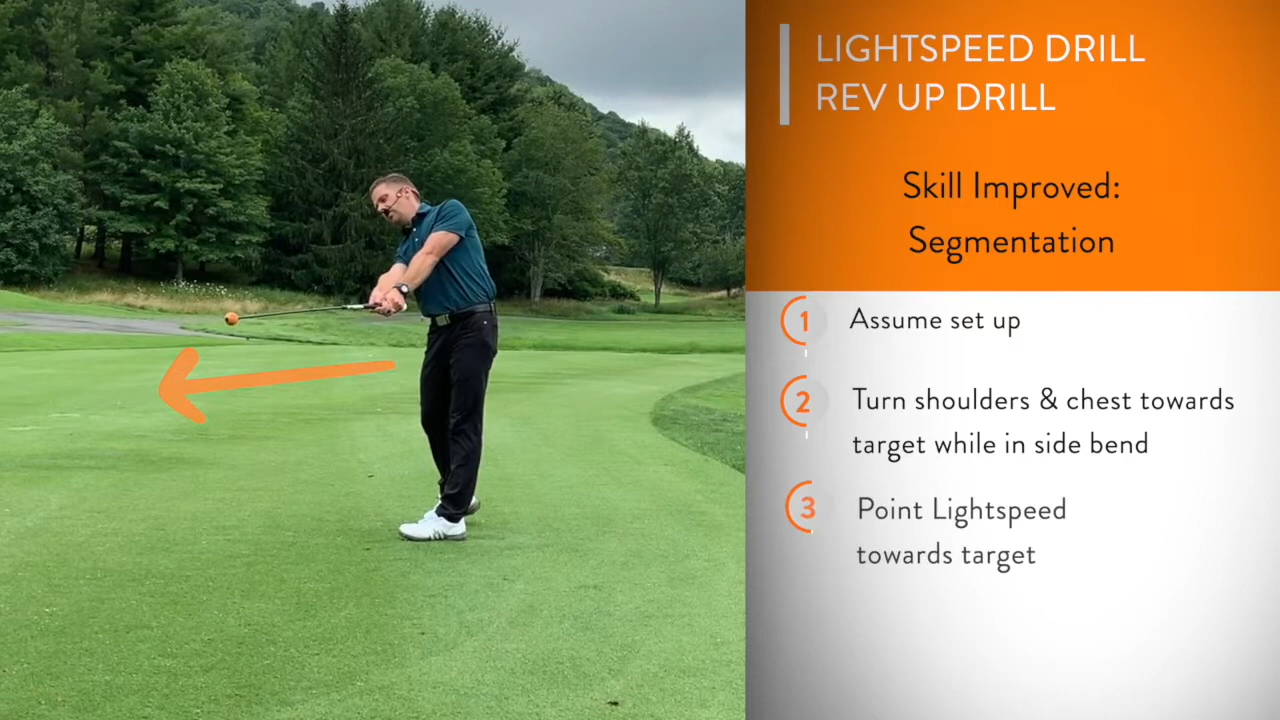 LIGHTSPEED DRILL
REV UP DRILL
Skill Improved:
Segmentation
1 Assume set up
2 Turn shoulders & chest towards
target while in side bend
3 Point Lightspeed
towards target